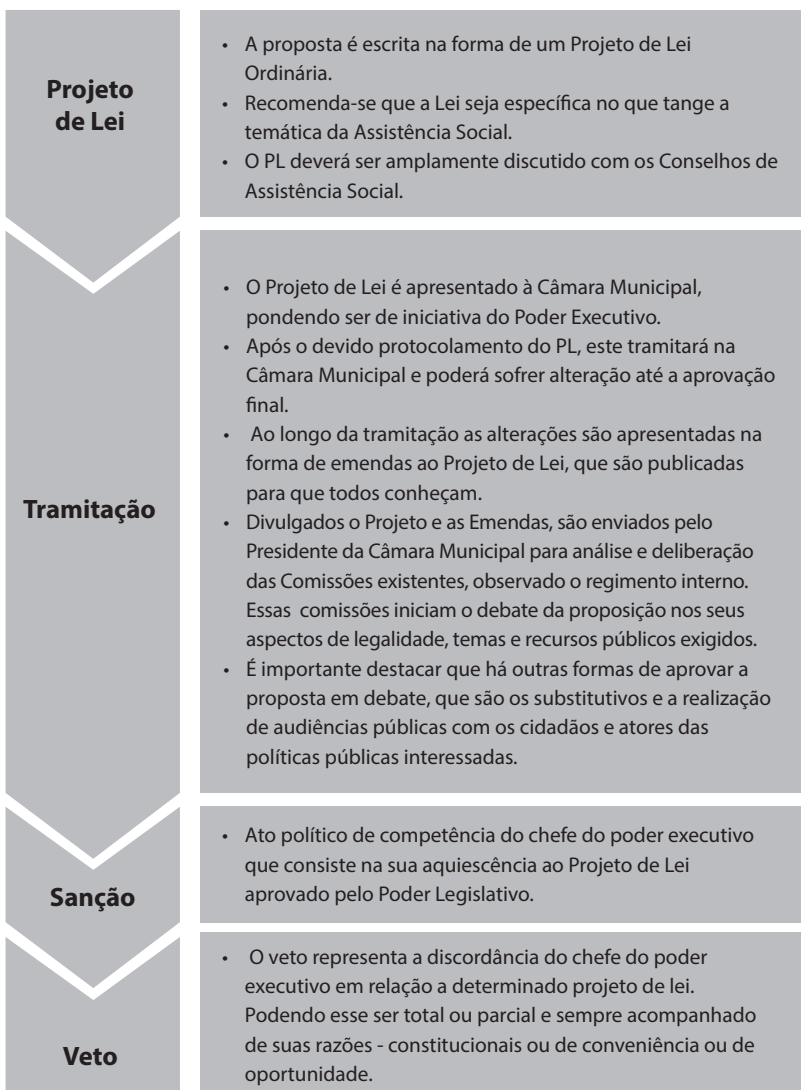 Projeto
de Lei
• A proposta é escrita na forma de um Projeto de Lei
Ordinária.
• Recomenda-se que a Lei seja específica no que tange a
temática da Assistência Social.
• O PL deverá ser amplamente discutido com os Conselhos de
Assistência Social.
Tramitação
• O Projeto de Lei é apresentado à Câmara Municipal,
pondendo ser de iniciativa do Poder Executivo.
• Após o devido protocolamento do PL, este tramitará na
Câmara Municipal e poderá sofrer alteração até a aprovação
final.
• Ao longo da tramitação as alterações são apresentadas na
forma de emendas ao Projeto de Lei, que são publicadas
para que todos conheçam.
• Divulgados o Projeto e as Emendas, são enviados pelo
Presidente da Câmara Municipal para análise e deliberação
das Comissões existentes, observado o regimento interno.
Essas comissões iniciam o debate da proposição nos seus
aspectos de legalidade, temas e recursos públicos exigidos.
• É importante destacar que há outras formas de aprovar a
proposta em debate, que são os substitutivos e a realização
de audiências públicas com os cidadãos e atores das
políticas públicas interessadas.
Sanção
• Ato político de competência do chefe do poder executivo
que consiste na sua aquiescência ao Projeto de Lei
aprovado pelo Poder Legislativo.
Veto
• O veto representa a discordância do chefe do poder
executivo em relação a determinado projeto de lei.
Podendo esse ser total ou parcial e sempre acompanhado
de suas razões - constitucionais ou de conveniência ou de
oportunidade.